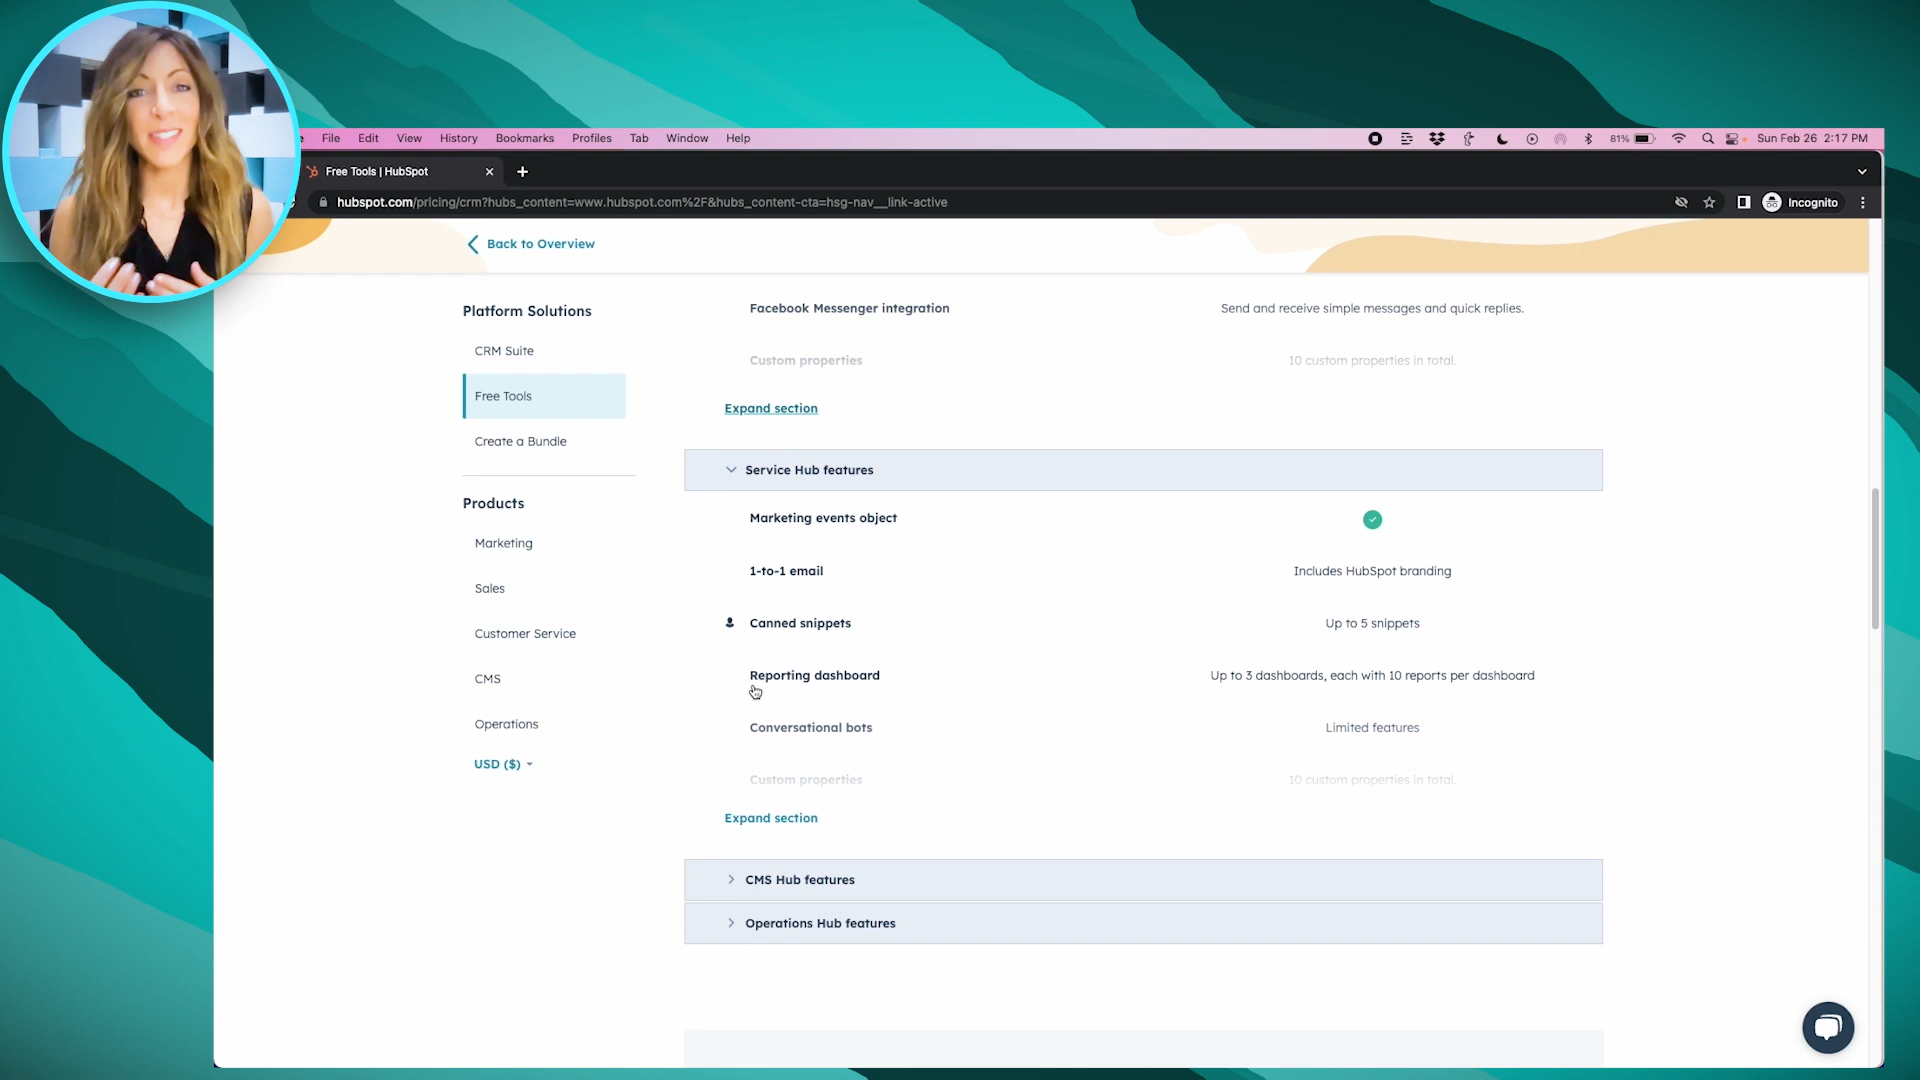 File Edit View History Bookmarks Profiles Tab Window Help 81% Sun Feb 26 2:17 PM
Free Tools | HubSpot
hubspot.com/pricing/crm?hubs_content=www.hubspot.com%2F&hubs_content-cta=hsg-nav__link-active Incognito
Back to Overview
Platform Solutions
CRM Suite
Free Tools
Create a Bundle
Products
Marketing
Sales
Customer Service
CMS
Operations
USD ($)
Facebook Messenger integration Send and receive simple messages and quick replies.
Custom properties 10 custom properties in total.
Expand section
Service Hub features
Marketing events object
1-to-1 email Includes HubSpot branding
Canned snippets Up to 5 snippets
Reporting dashboard Up to 3 dashboards, each with 10 reports per dashboard
Conversational bots Limited features
Custom properties 10 custom properties in total.
Expand section
CMS Hub features
Operations Hub features